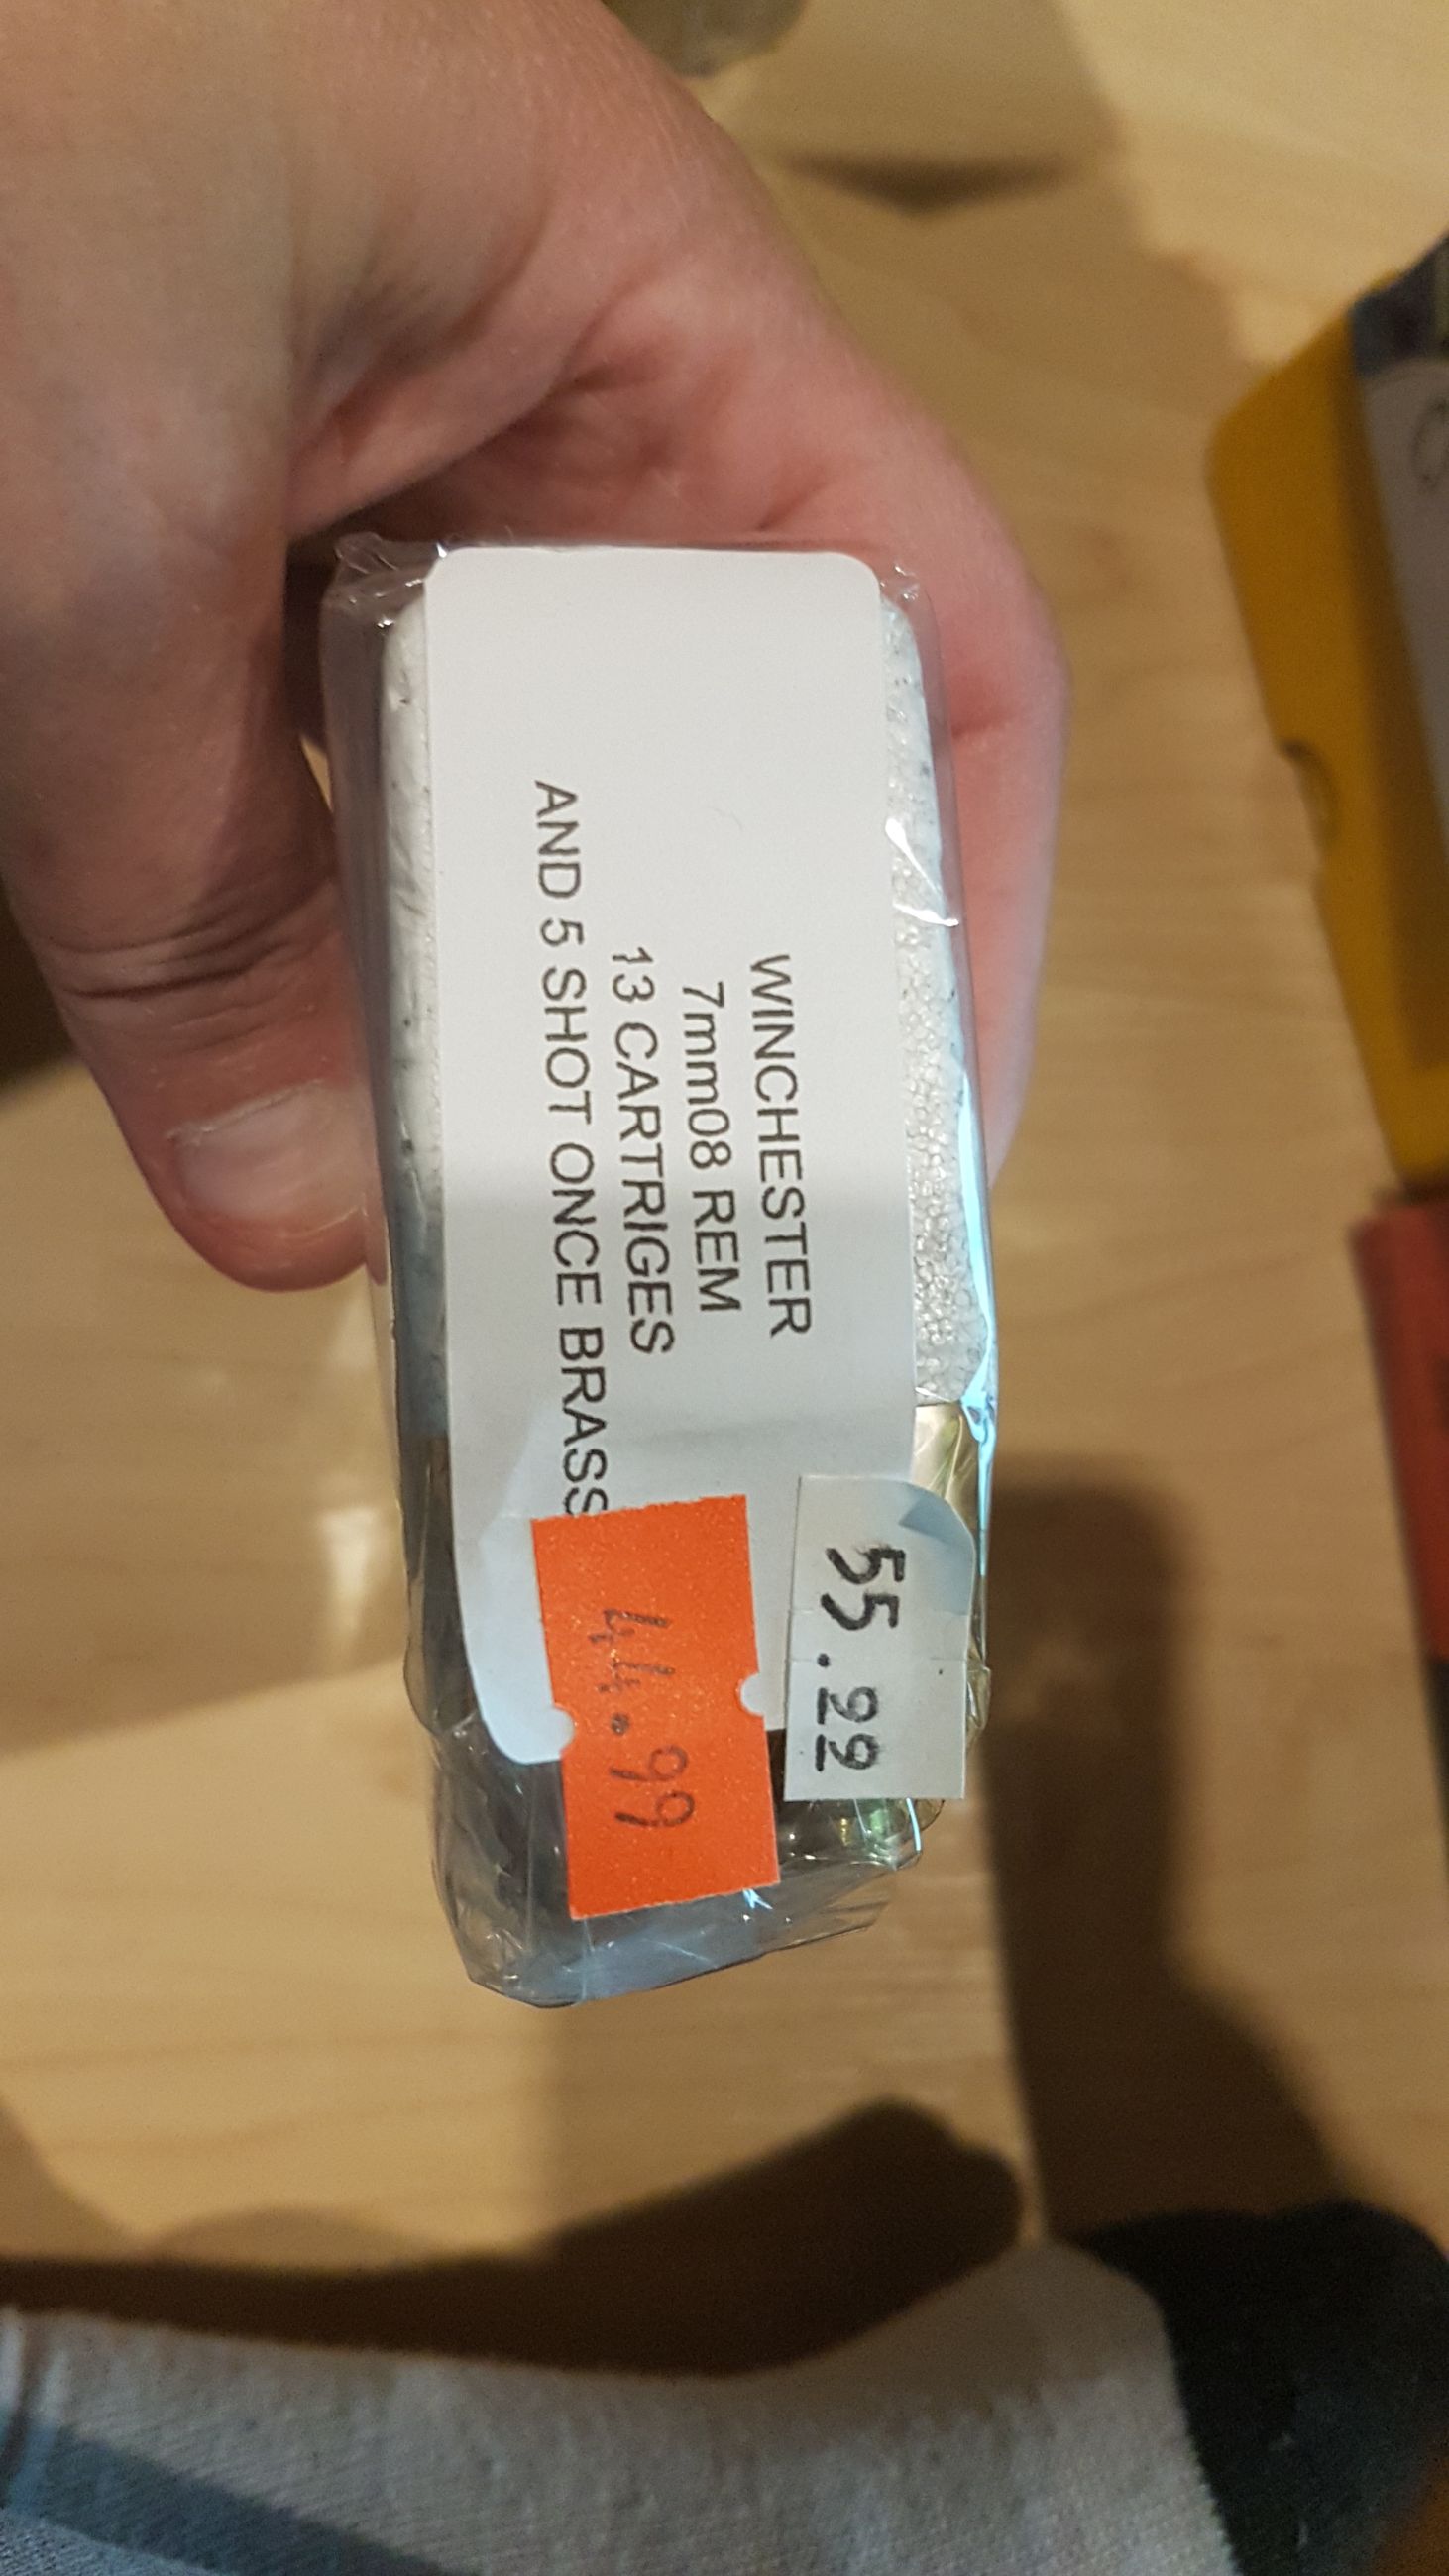 WINCHESTER
7mm08 REM
13 CARTRIGES
AND 5 SHOT ONCE BRASS
55.99
44.99